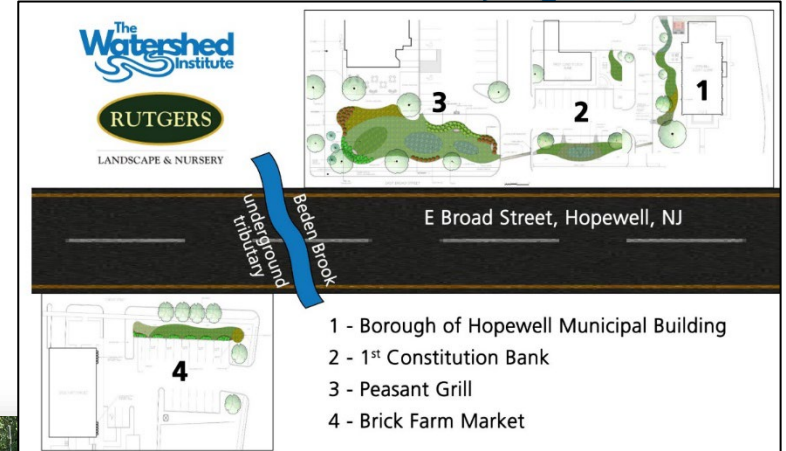 The
Watershed
Institute
RUTGERS
LANDSCAPE & NURSERY
3
2
1
E Broad Street, Hopewell, NJ
Beden Brook
underground
tributary
4
1 - Borough of Hopewell Municipal Building
2 - 1st Constitution Bank
3 - Peasant Grill
4 - Brick Farm Market